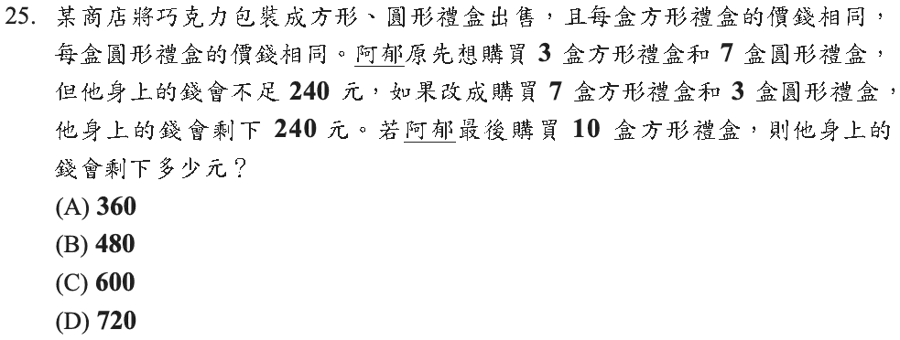 25. 某商店將巧克力包裝成方形、圓形禮盒出售，且每盒方形禮盒的價錢相同，
每盒圓形禮盒的價錢相同。阿郁原先想購買 3 盒方形禮盒和 7 盒圓形禮盒，
但他身上的錢會不足 240 元，如果改成購買 7 盒方形禮盒和 3 盒圓形禮盒，
他身上的錢會剩下 240 元。若阿郁最後購買 10 盒方形禮盒，則他身上的
錢會剩下多少元？
(A) 360
(B) 480
(C) 600
(D) 720